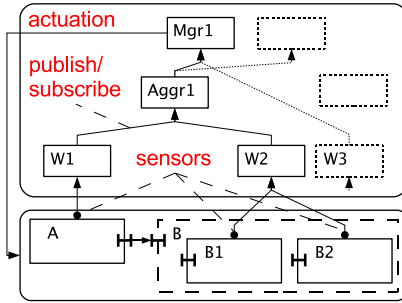 actuation
Mgr1
publish/
subscribe
Aggr1
W1
sensors
W2
W3
A
B
B1
B2